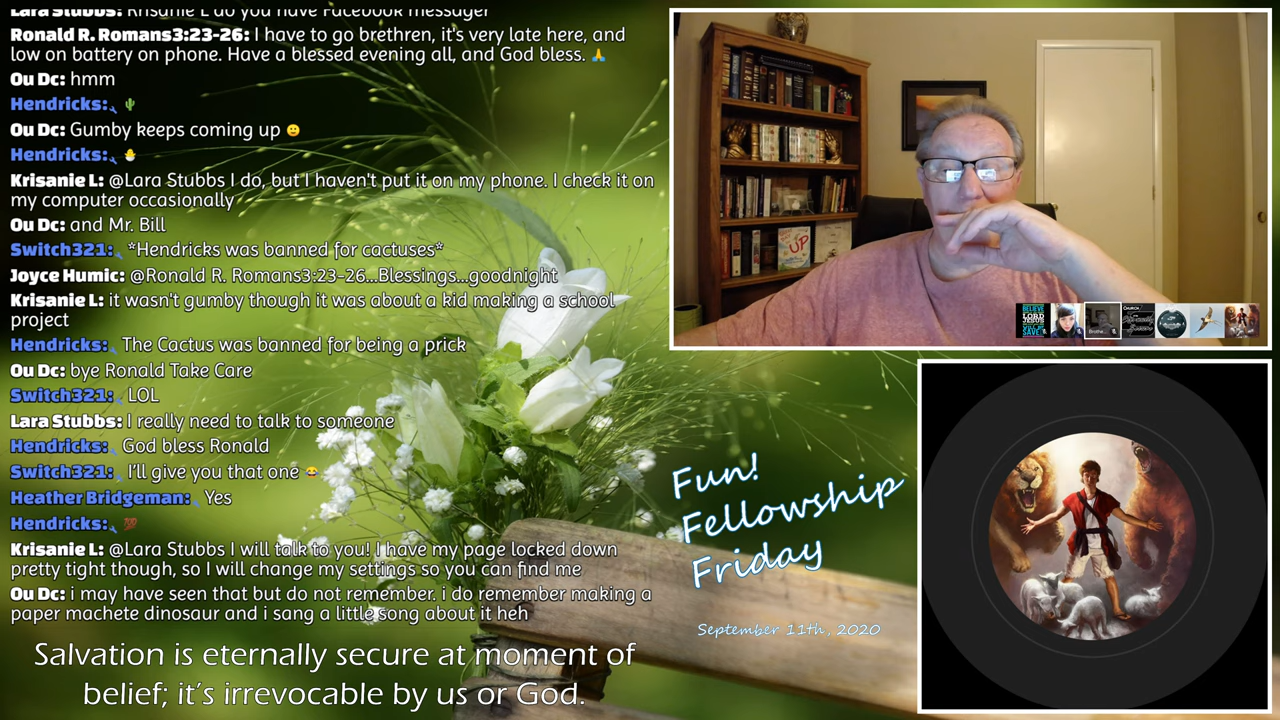 Lara Stubbs: Krisanie L do you have Facebook messager
Ronald R. Romans3:23-26: I have to go brethren, it's very late here, and
low on battery on phone. Have a blessed evening all, and God bless. 🙏
Ou Dc: hmm
Hendricks: 🌵
Ou Dc: Gumby keeps coming up 🙂
Hendricks: 🐣
Krisanie L: @Lara Stubbs I do, but I haven't put it on my phone. I check it on
my computer occasionally
Ou Dc: and Mr. Bill
Switch321: *Hendricks was banned for cactuses*
Joyce Humic: @Ronald R. Romans3:23-26...Blessings...goodnight
Krisanie L: it wasn't gumby though it was about a kid making a school
project
Hendricks: The Cactus was banned for being a prick
Ou Dc: bye Ronald Take Care
Switch321: LOL
Lara Stubbs: I really need to talk to someone
Hendricks: God bless Ronald
Switch321: I'll give you that one 😂
Heather Bridgeman: Yes
Hendricks: 💯
Krisanie L: @Lara Stubbs I will talk to you! I have my page locked down
pretty tight though, so I will change my settings so you can find me
Ou Dc: i may have seen that but do not remember. i do remember making a
paper machete dinosaur and i sang a little song about it heh
Salvation is eternally secure at moment of
belief; it's irrevocable by us or God.
Fun!
Fellowship
Friday
September 11th, 2020
UP
BELIEVE
LORD
JESUS
WILL BE
SAVE
Brothe...
CHURCH